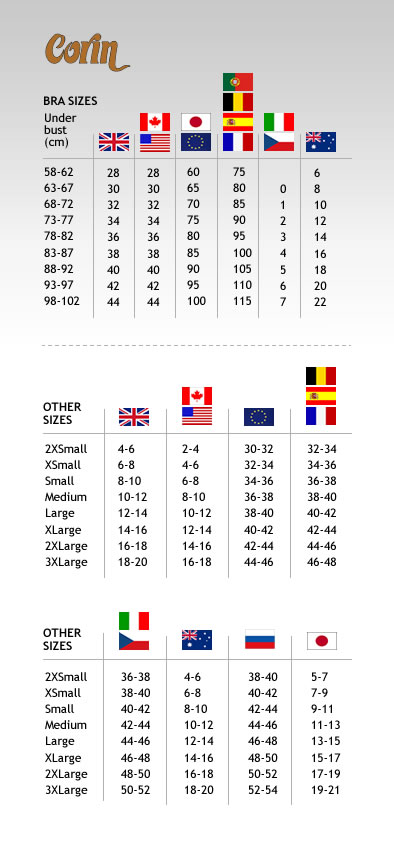 Corin
BRA SIZES
Under
bust
(cm)
58-62 28 28 60 75 6
63-67 30 30 65 80 0 8
68-72 32 32 70 85 1 10
73-77 34 34 75 90 2 12
78-82 36 36 80 95 3 14
83-87 38 38 85 100 4 16
88-92 40 40 90 105 5 18
93-97 42 42 95 110 6 20
98-102 44 44 100 115 7 22
OTHER
SIZES
2XSmall 4-6 2-4 30-32 32-34
XSmall 6-8 4-6 32-34 34-36
Small 8-10 6-8 34-36 36-38
Medium 10-12 8-10 36-38 38-40
Large 12-14 10-12 38-40 40-42
XLarge 14-16 12-14 40-42 42-44
2XLarge 16-18 14-16 42-44 44-46
3XLarge 18-20 16-18 44-46 46-48
OTHER
SIZES
2XSmall 36-38 4-6 38-40 5-7
XSmall 38-40 6-8 40-42 7-9
Small 40-42 8-10 42-44 9-11
Medium 42-44 10-12 44-46 11-13
Large 44-46 12-14 46-48 13-15
XLarge 46-48 14-16 48-50 15-17
2XLarge 48-50 16-18 50-52 17-19
3XLarge 50-52 18-20 52-54 19-21